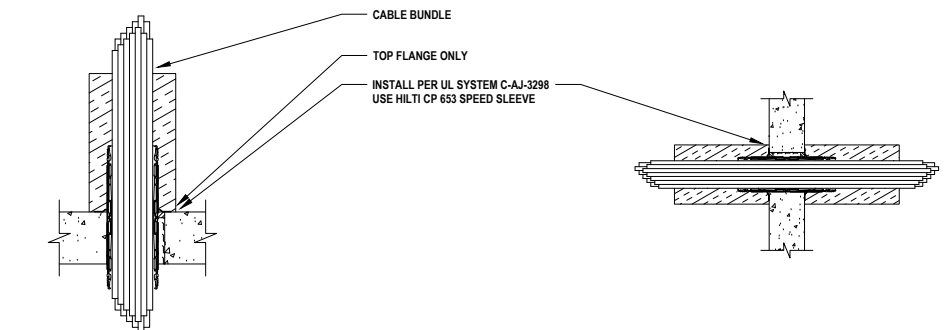 CABLE BUNDLE
TOP FLANGE ONLY
INSTALL PER UL SYSTEM C-AJ-3298
USE HILTI CP 653 SPEED SLEEVE